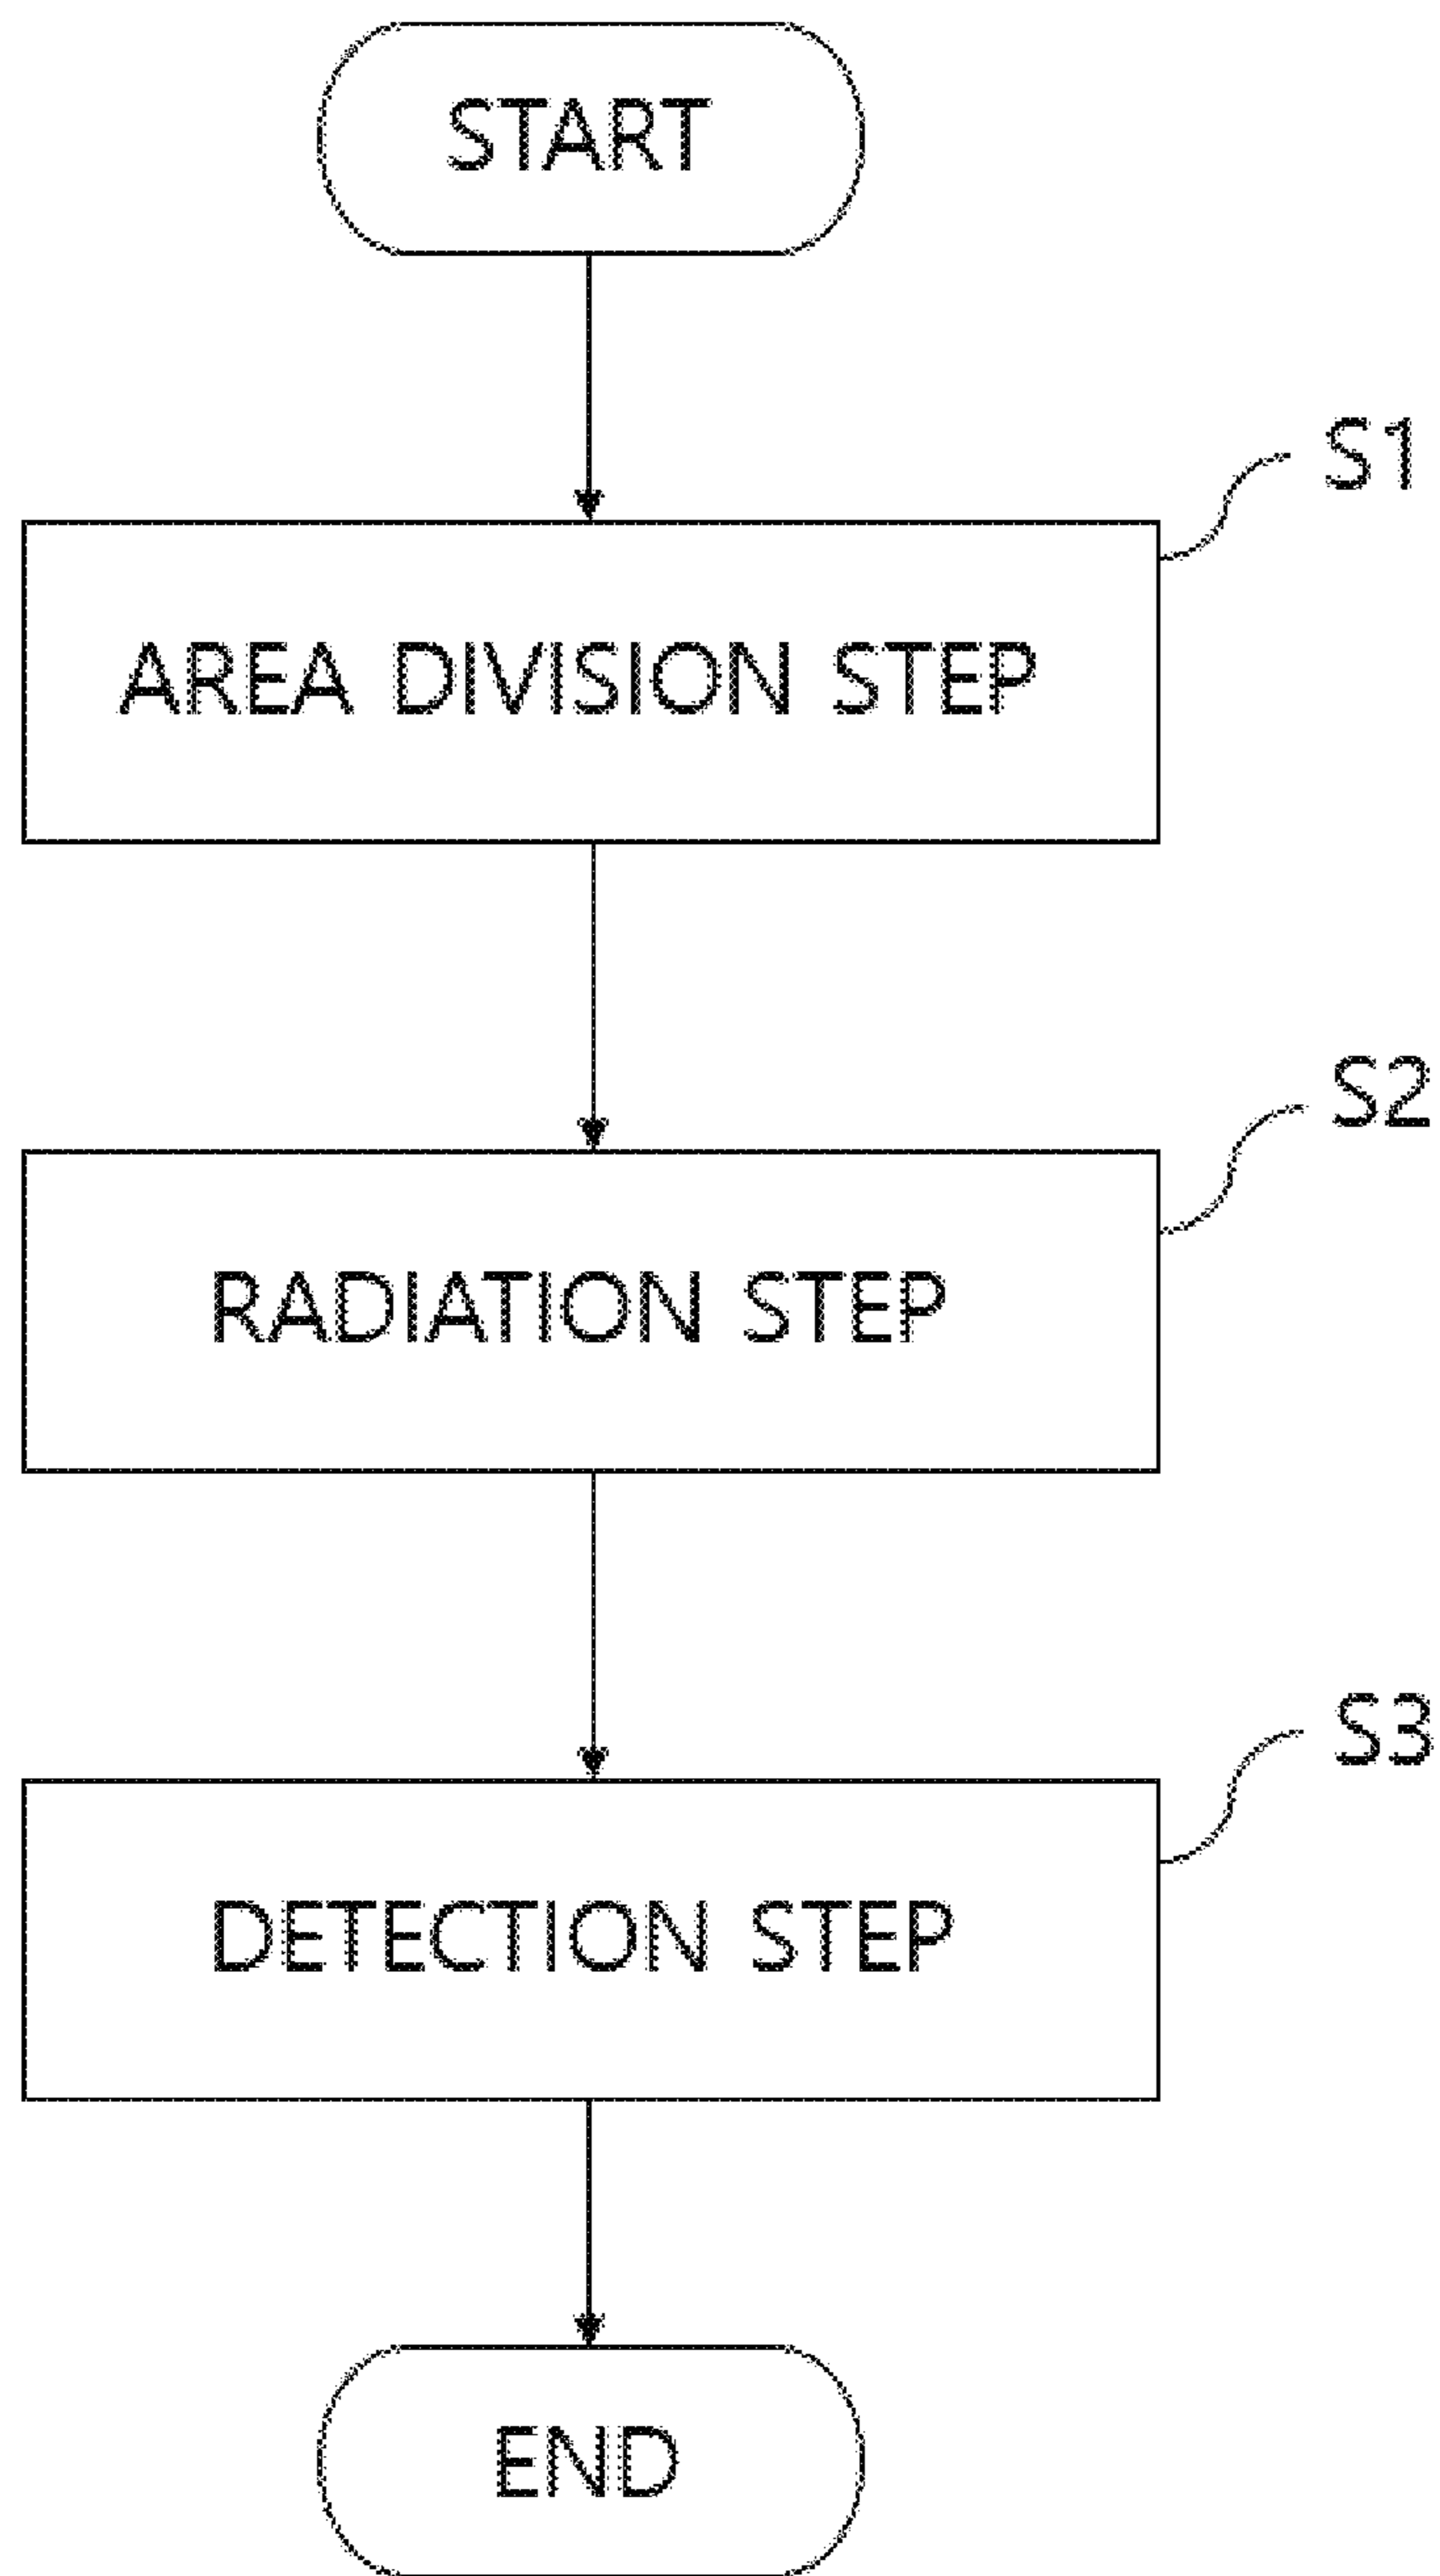 START
S1
AREA DIVISION STEP
S2
RADIATION STEP
S3
DETECTION STEP
END